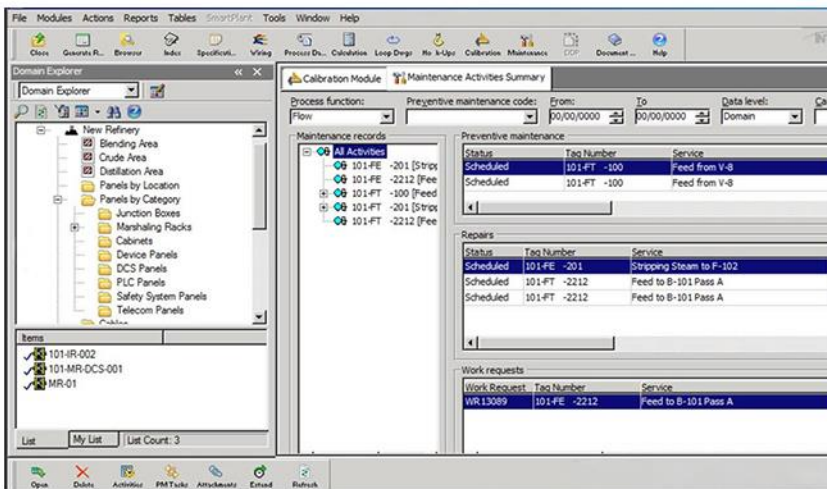 File Modules Actions Reports Tables SmartPlant Tools Window Help
Close Generate R... Browser Index Specificati... Wiring Process Da... Calculation Loop Dwgs Hook-Ups Calibration Maintenance DDP Document ... Help
Domain Explorer
Domain Explorer
New Refinery
Blending Area
Crude Area
Distillation Area
Panels by Location
Panels by Category
Junction Boxes
Marshaling Racks
Cabinets
Device Panels
DCS Panels
PLC Panels
Safety System Panels
Telecom Panels
Cables
Items
101-IR-002
101-MR-DCS-001
MR-01
List My List List Count: 3
Calibration Module Maintenance Activities Summary
Process function: Preventive maintenance code: From: To Data level:
Flow 00/00/0000 00/00/0000 Domain
Maintenance records
All Activities
101-FE -201 [Stripp
101-FE -2212 [Fee
101-FT -100 [Feed
101-FT -201 [Stripp
101-FT -2212 [Fee
Preventive maintenance
Status Tag Number Service
Scheduled 101-FT -100 Feed from V-8
Scheduled 101-FT -100 Feed from V-8
Repairs
Status Tag Number Service
Scheduled 101-FE -201 Stripping Steam to F-102
Scheduled 101-FT -2212 Feed to B-101 Pass A
Scheduled 101-FT -2212 Feed to B-101 Pass A
Work requests
Work Request Tag Number Service
WR13089 101-FE -2212 Feed to B-101 Pass A
Open Delete Activities PM Tasks Attachments Extend Refresh